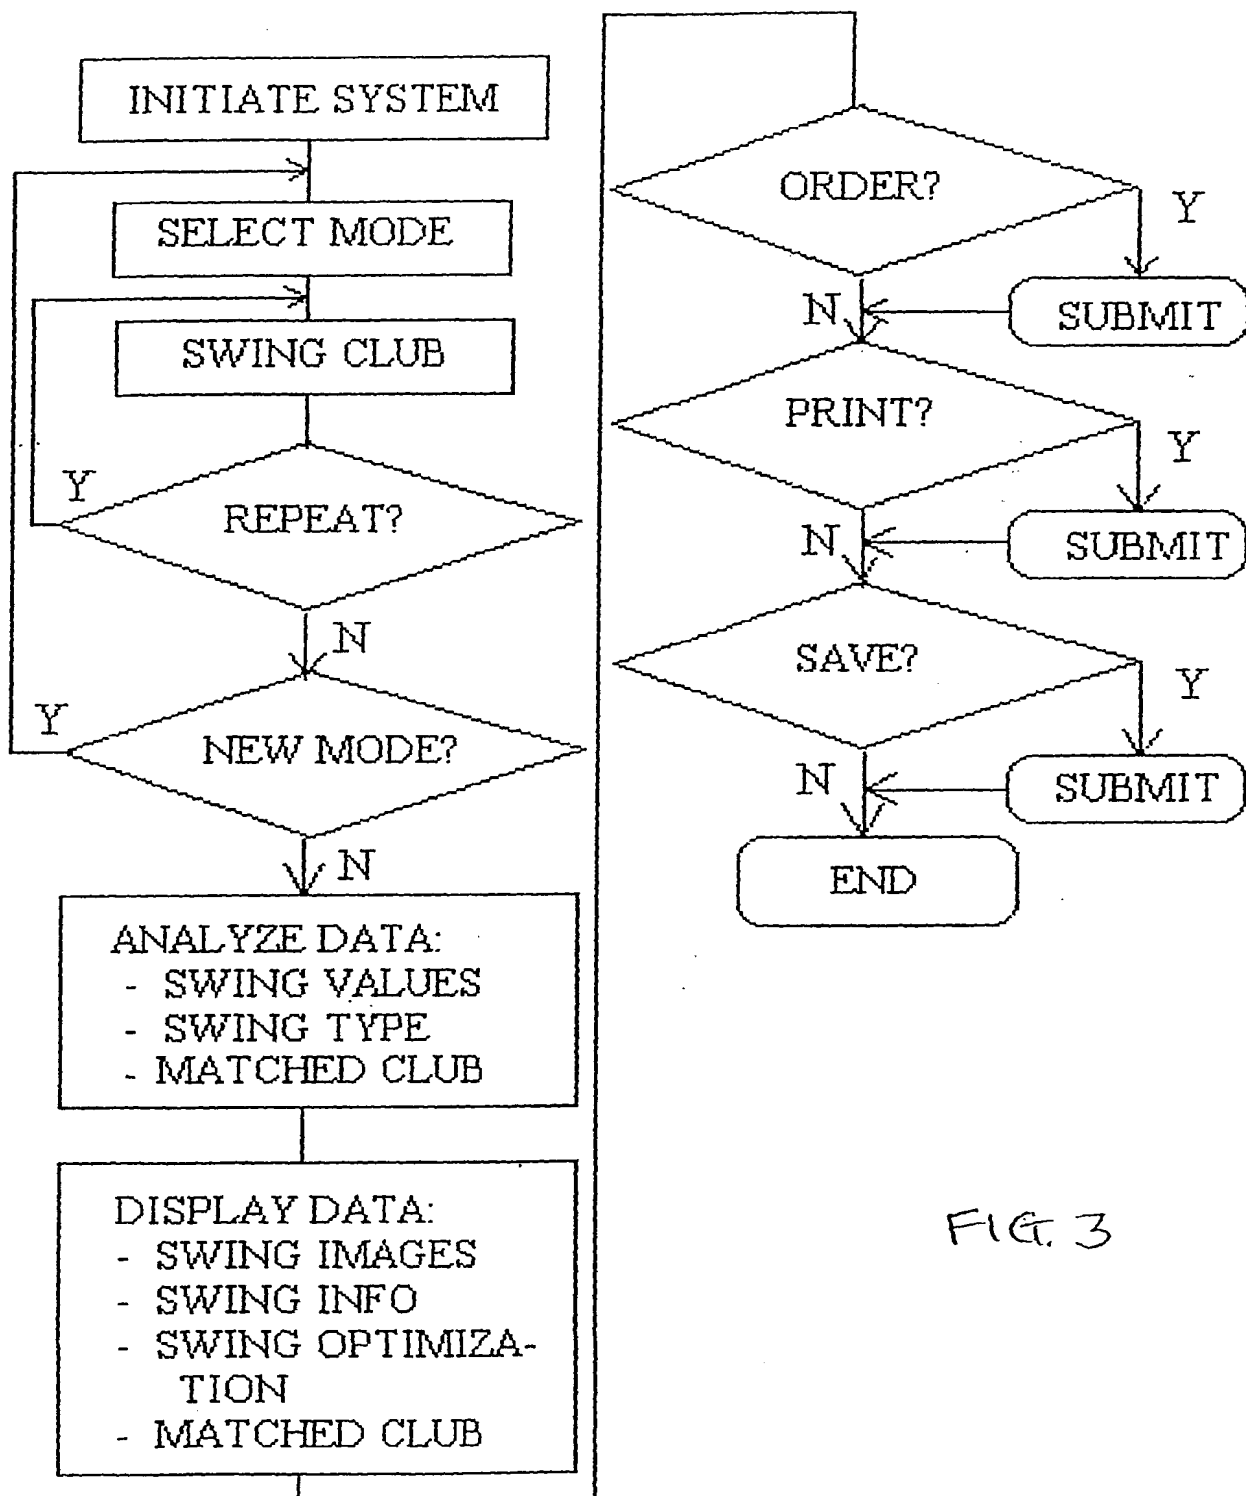 INITIATE SYSTEM
SELECT MODE
SWING CLUB
Y
REPEAT?
N
Y
NEW MODE?
N
ANALYZE DATA:
- SWING VALUES
- SWING TYPE
- MATCHED CLUB
DISPLAY DATA:
- SWING IMAGES
- SWING INFO
- SWING OPTIMIZA-
TION
- MATCHED CLUB
ORDER?
Y
N
SUBMIT
PRINT?
Y
N
SUBMIT
SAVE?
Y
N
SUBMIT
END
FIG. 3